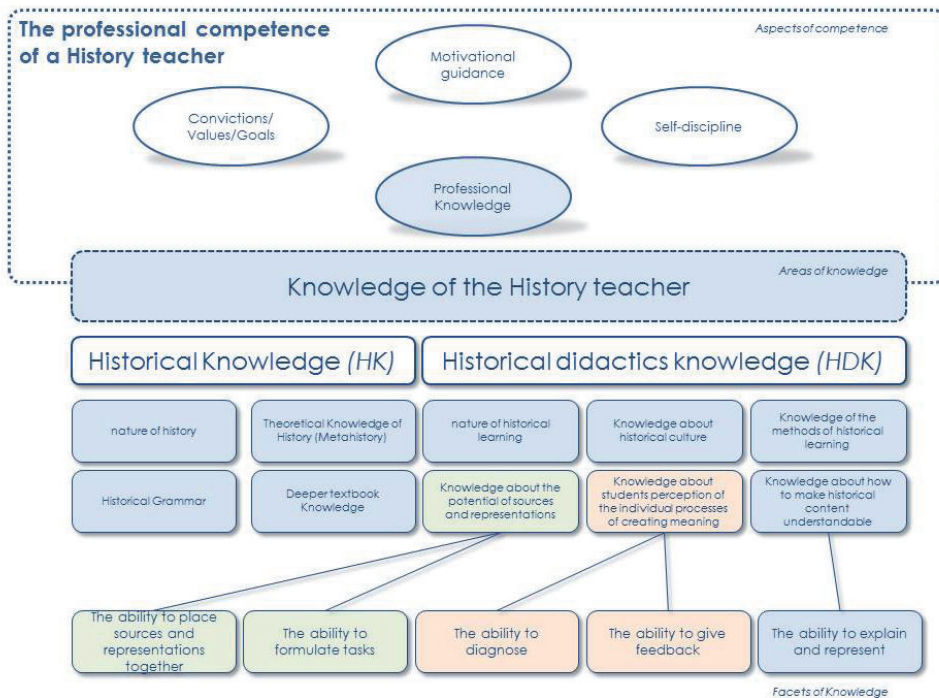 The professional competence
of a History teacher
Aspects of competence
Motivational
guidance
Convictions/
Values/Goals
Self-discipline
Professional
Knowledge
Areas of knowledge
Knowledge of the History teacher
Historical Knowledge (HK)
Historical didactics knowledge (HDK)
nature of history
Theoretical Knowledge of
History (Metahistory)
nature of historical
learning
Knowledge about
historical culture
Knowledge of the
methods of historical
learning
Historical Grammar
Deeper textbook
Knowledge
Knowledge about the
potential of sources
and representations
Knowledge about
students perception of
the individual processes
of creating meaning
Knowledge about how
to make historical
content
understandable
The ability to place
sources and
representations
together
The ability to
formulate tasks
The ability to
diagnose
The ability to give
feedback
The ability to explain
and represent
Facets of Knowledge